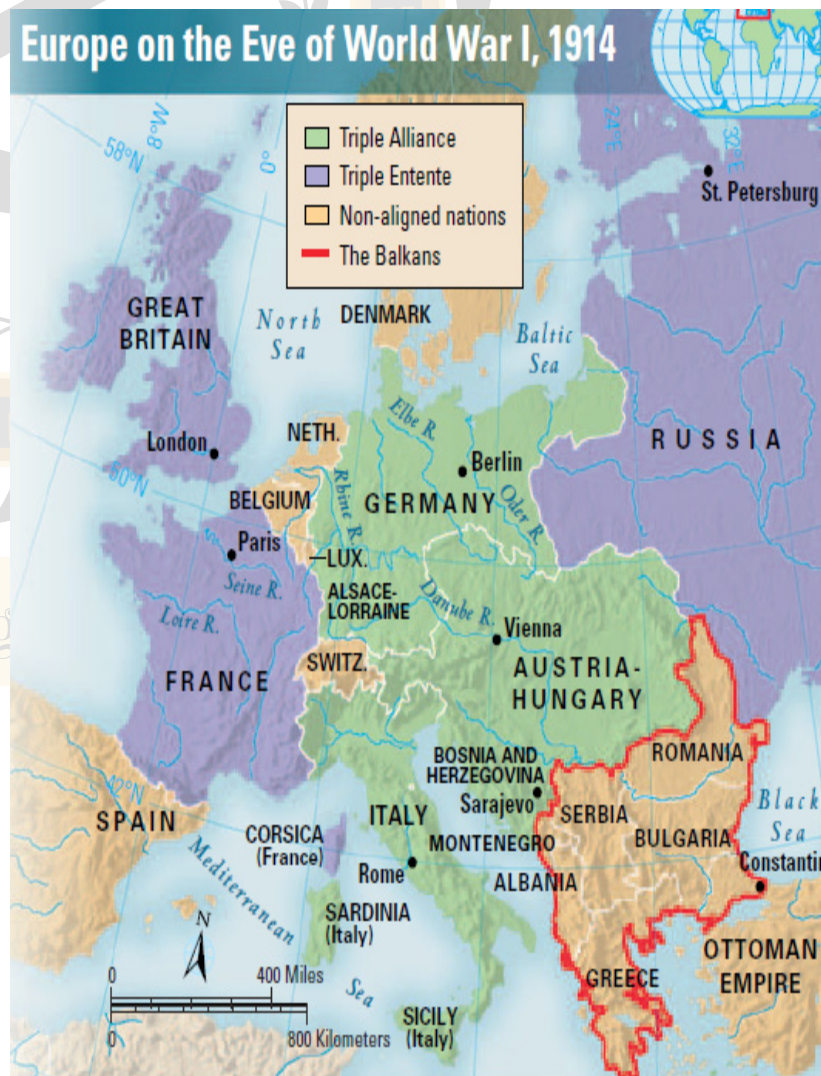 Europe on the Eve of World War I, 1914
Triple Alliance
Triple Entente
Non-aligned nations
The Balkans
8°W
0°
58°N
24°E
32°E
St. Petersburg
GREAT
BRITAIN
North
Sea
DENMARK
Baltic
Sea
London
NETH.
Elbe R.
Berlin
RUSSIA
50°N
BELGIUM
Rhine R.
GERMANY
Oder R.
Paris
LUX.
Seine R.
ALSACE-
LORRAINE
Danube R.
Loire R.
Vienna
SWITZ.
FRANCE
AUSTRIA-
HUNGARY
ROMANIA
BOSNIA AND
HERZEGOVINA
42°N
Sarajevo
SERBIA
Black
Sea
SPAIN
ITALY
CORSICA
(France)
MONTENEGRO
BULGARIA
Constantin
Mediterranean
Sea
Rome
ALBANIA
SARDINIA
(Italy)
N
OTTOMAN
EMPIRE
0
400 Miles
GREECE
0
800 Kilometers
SICILY
(Italy)